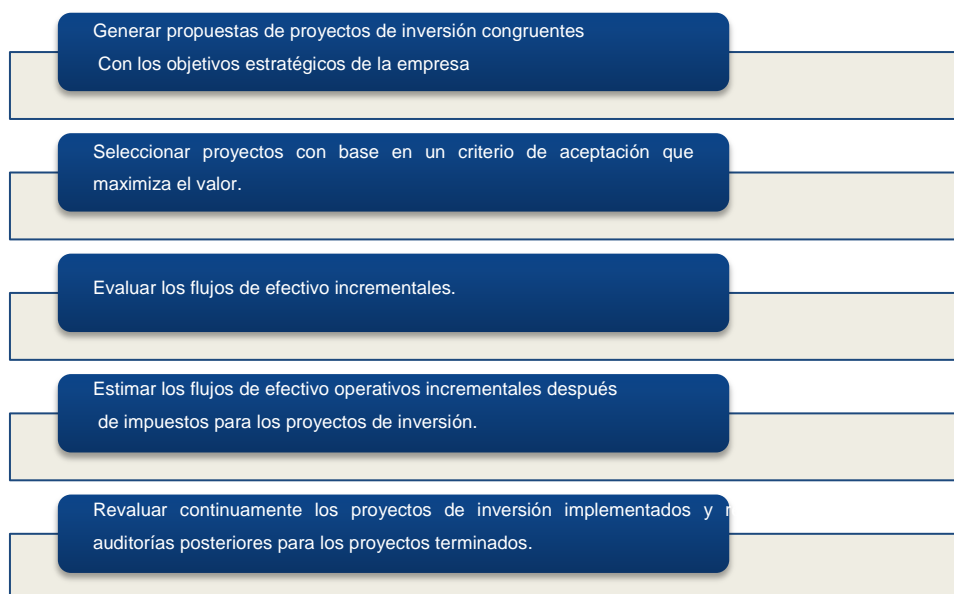 Generar propuestas de proyectos de inversión congruentes
Con los objetivos estratégicos de la empresa
Seleccionar proyectos con base en un criterio de aceptación que
maximiza el valor.
Evaluar los flujos de efectivo incrementales.
Estimar los flujos de efectivo operativos incrementales después
de impuestos para los proyectos de inversión.
Revaluar continuamente los proyectos de inversión implementados y
auditorías posteriores para los proyectos terminados.